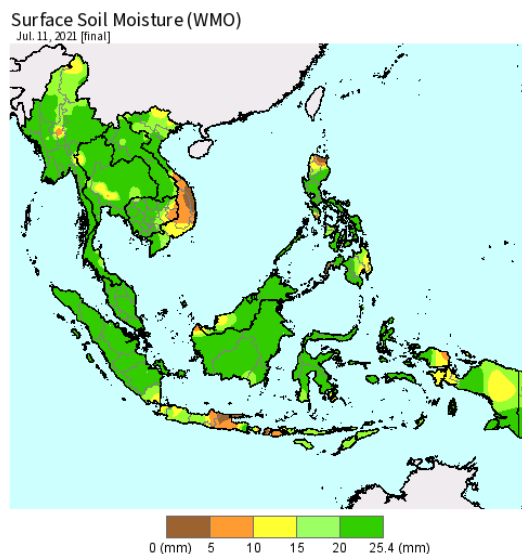 Surface Soil Moisture (WMO)
Jul. 11, 2021 [final]
0 (mm) 5 10 15 20 25.4 (mm)